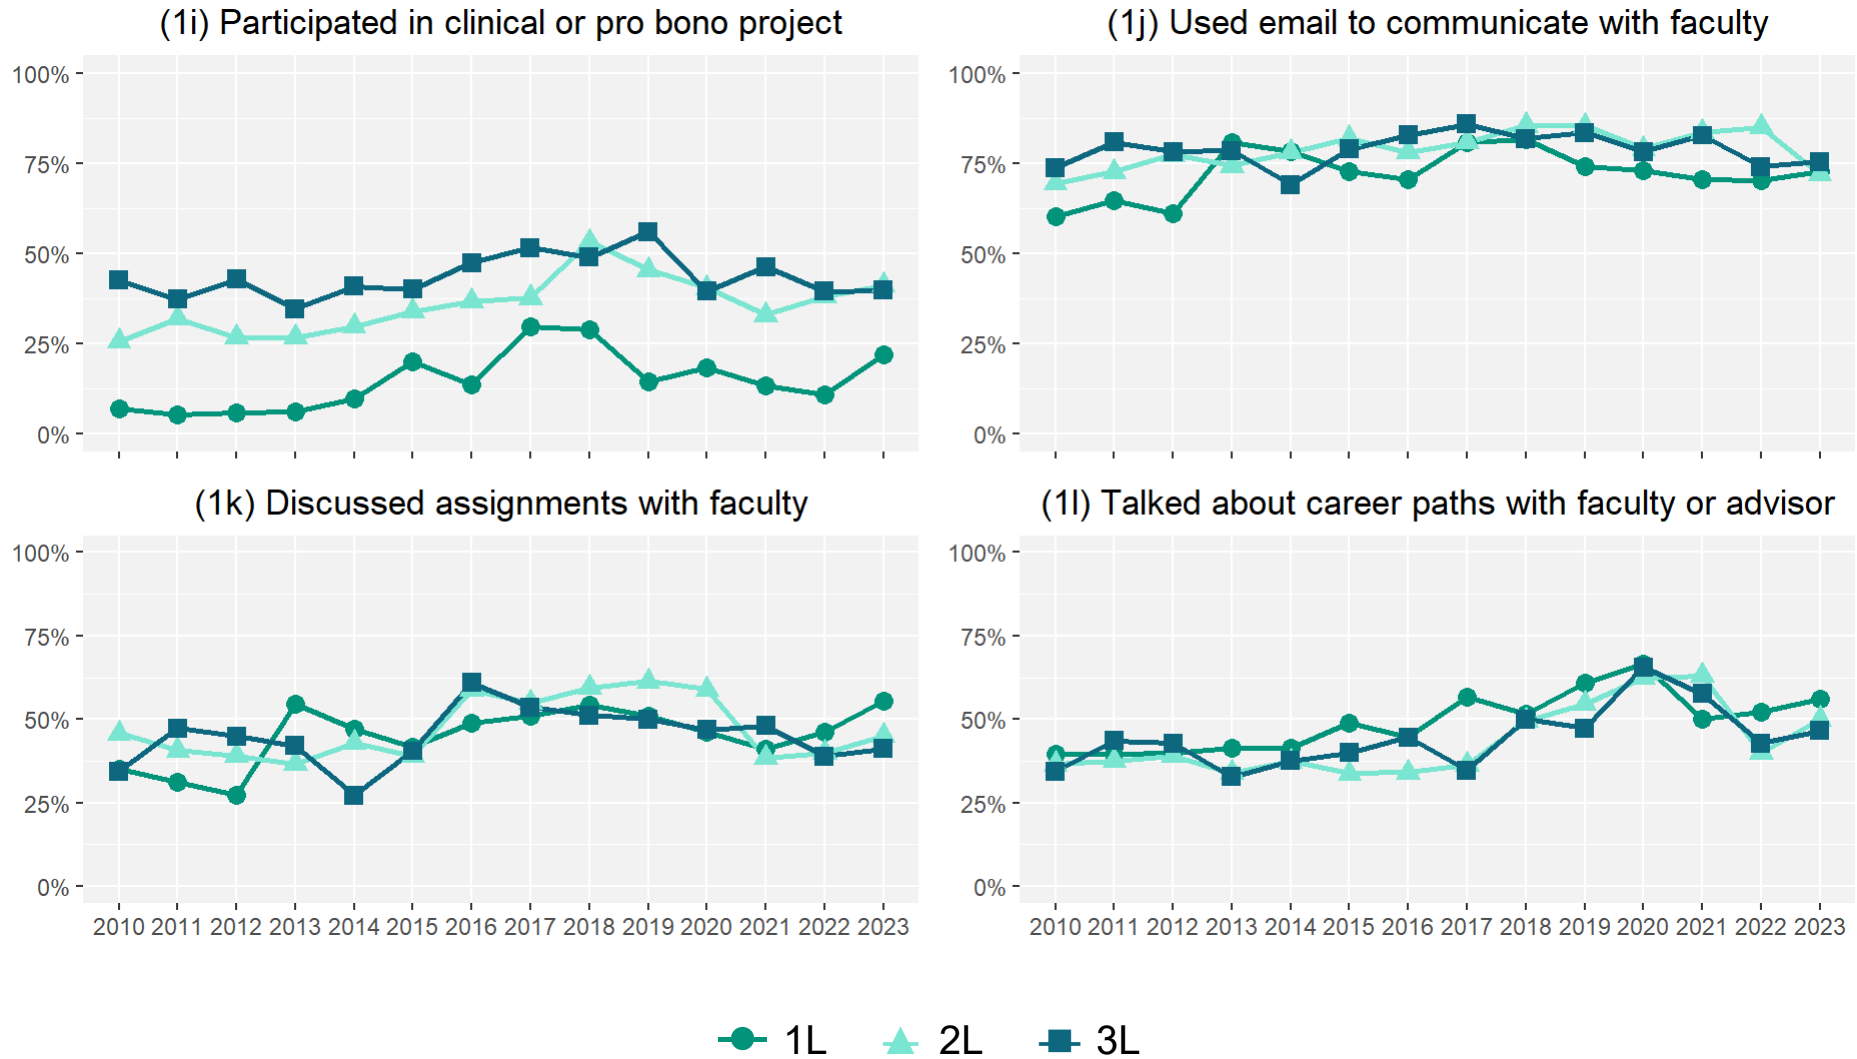 (1i) Participated in clinical or pro bono project
100%
75%
50%
25%
0%
(1j) Used email to communicate with faculty
100%
75%
50%
25%
0%
(1k) Discussed assignments with faculty
100%
75%
50%
25%
0%
2010 2011 2012 2013 2014 2015 2016 2017 2018 2019 2020 2021 2022 2023
(1l) Talked about career paths with faculty or advisor
100%
75%
50%
25%
0%
2010 2011 2012 2013 2014 2015 2016 2017 2018 2019 2020 2021 2022 2023
1L 2L 3L